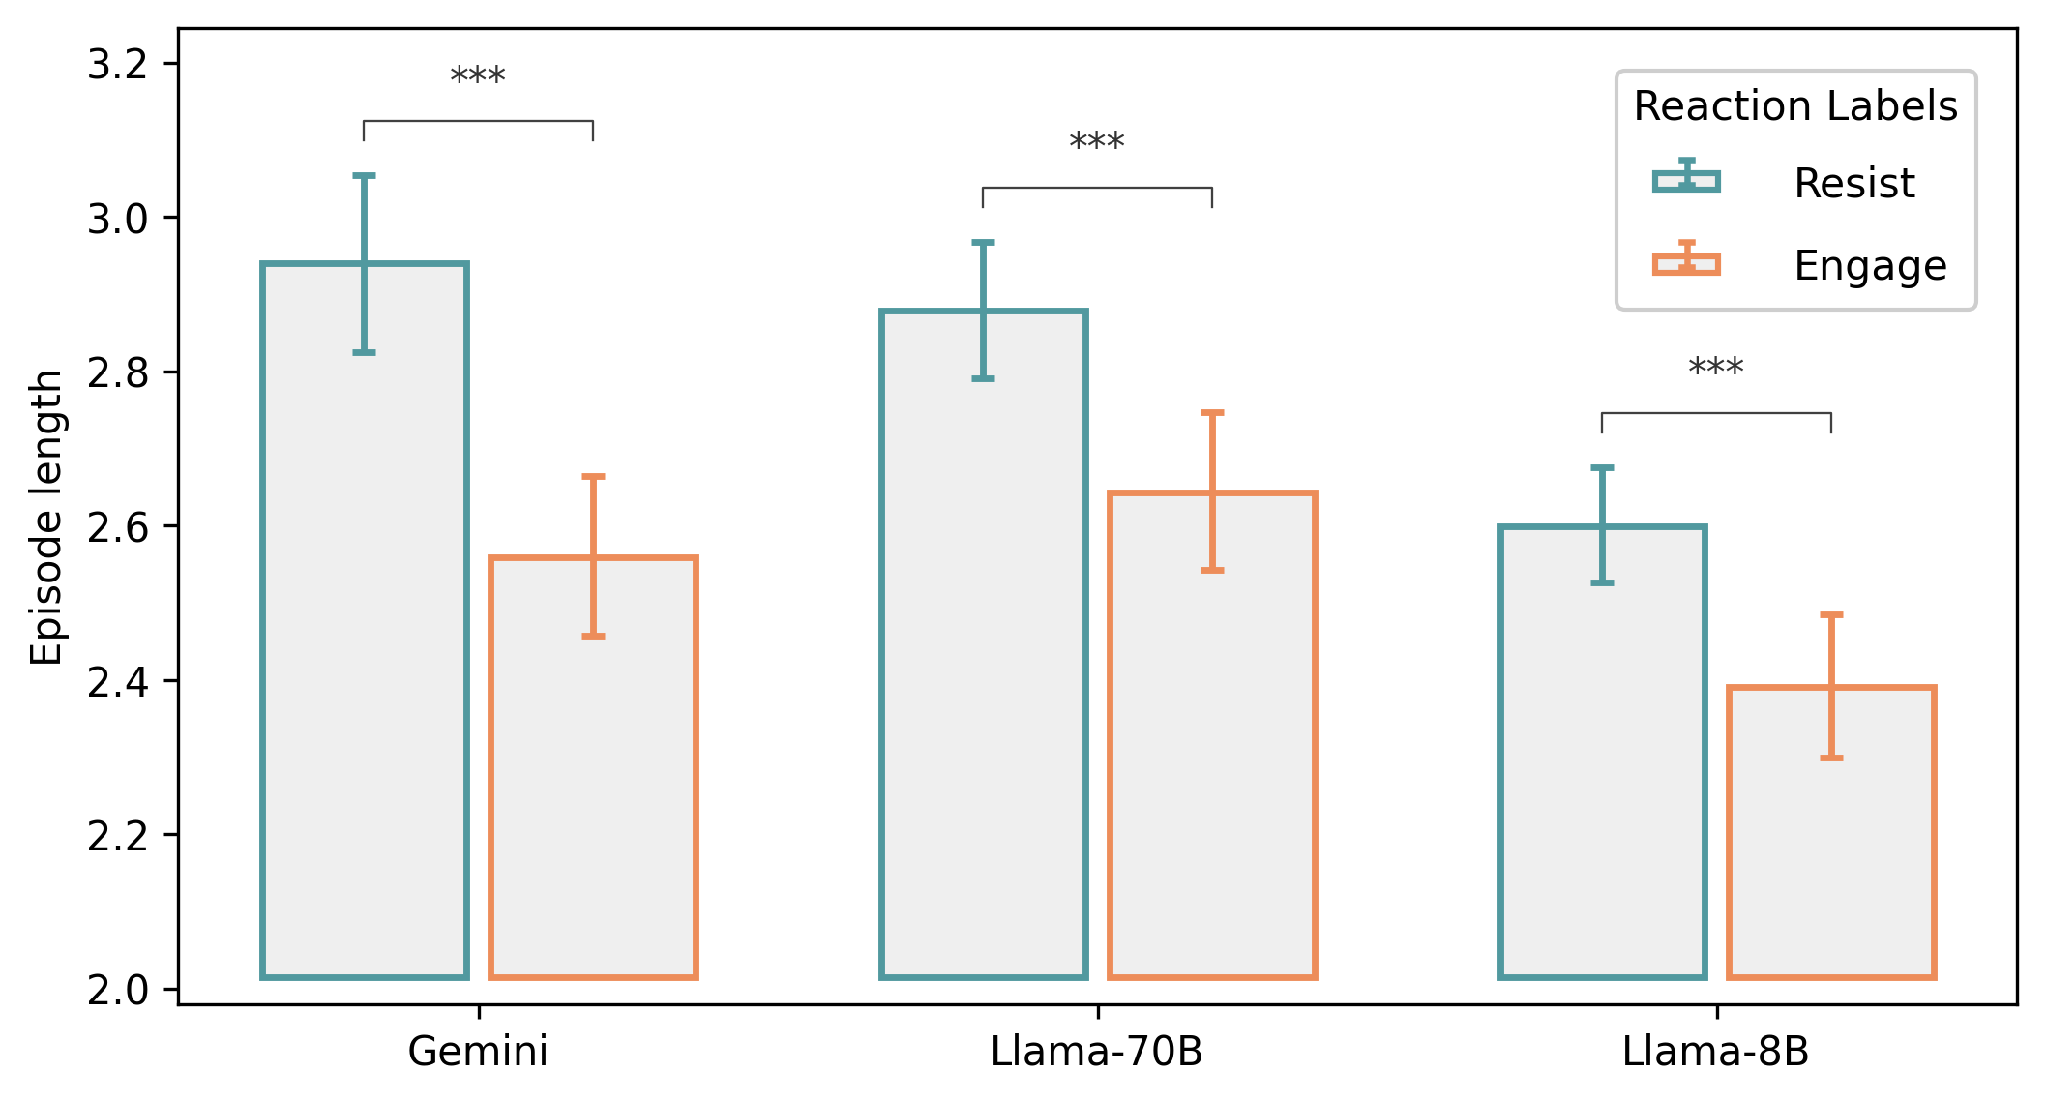 3.2
3.0
2.8
2.6
2.4
2.2
2.0
Episode length
***
***
***
Reaction Labels
Resist
Engage
Gemini
Llama-70B
Llama-8B